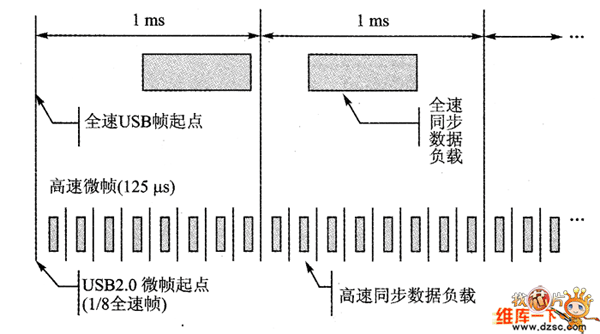 1 ms
1 ms
...
全速USB帧起点
全速
同步
数据
负载
高速微帧(125 μs)
...
USB2.0 微帧起点
(1/8全速帧)
高速同步数据负载
维库一下
www.dzsc.com